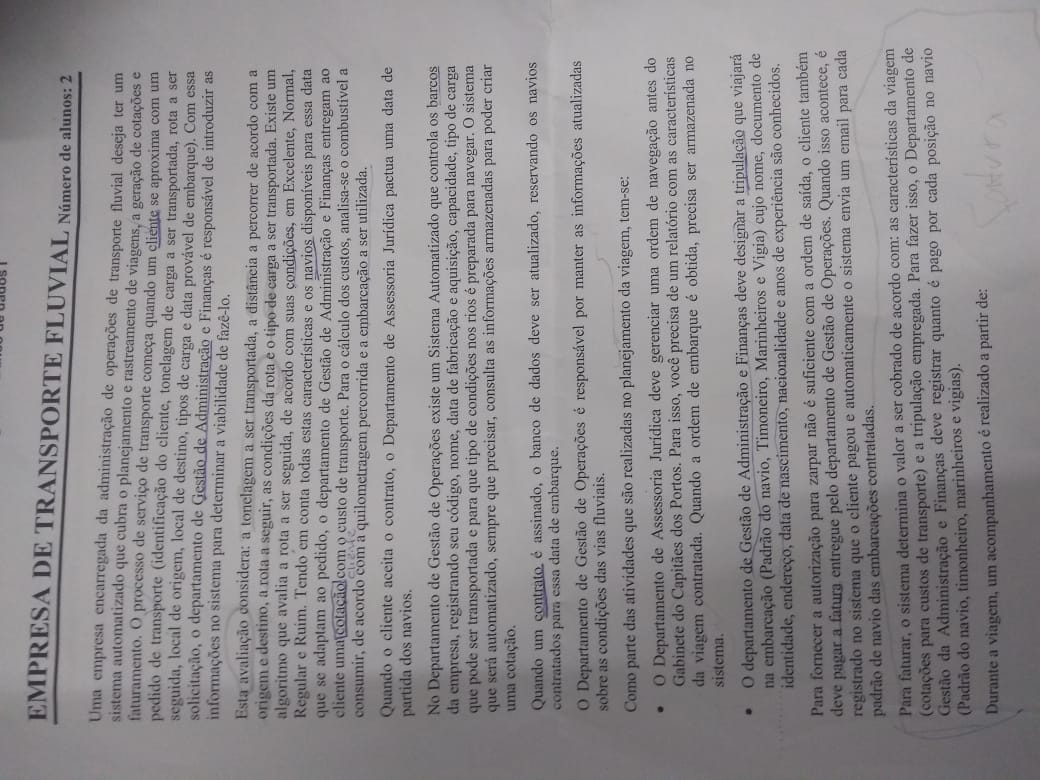 de dados I
EMPRESA DE TRANSPORTE FLUVIAL Número de alunos: 2
Uma empresa encarregada da administração de operações de transporte fluvial deseja ter um
sistema automatizado que cubra o planejamento e rastreamento de viagens, a geração de cotações e
faturamento. O processo de serviço de transporte começa quando um cliente se aproxima com um
pedido de transporte (identificação do cliente, tonelagem de carga a ser transportada, rota a ser
seguida, local de origem, local de destino, tipos de carga e data provável de embarque). Com essa
solicitação, o departamento de Gestão de Administração e Finanças é responsável de introduzir as
informações no sistema para determinar a viabilidade de fazê-lo.
Esta avaliação considera: a tonelagem a ser transportada, a distância a percorrer de acordo com a
origem e destino, a rota a seguir, as condições da rota e o tipo de carga a ser transportada. Existe um
algoritmo que avalia a rota a ser seguida, de acordo com suas condições, em Excelente, Normal,
Regular e Ruim. Tendo em conta todas estas características e os navios disponíveis para essa data
que se adaptam ao pedido, o departamento de Gestão de Administração e Finanças entregam ao
cliente uma cotação com o custo de transporte. Para o cálculo dos custos, analisa-se o combustível a
cliente
consumir, de acordo com a quilometragem percorrida e a embarcação a ser utilizada.
Quando o cliente aceita o contrato, o Departamento de Assessoria Jurídica pactua uma data de
partida dos navios.
No Departamento de Gestão de Operações existe um Sistema Automatizado que controla os barcos
da empresa, registrando seu código, nome, data de fabricação e aquisição, capacidade, tipo de carga
que pode ser transportada e para que tipo de condições nos rios é preparada para navegar. O sistema
que será automatizado, sempre que precisar, consulta as informações armazenadas para poder criar
uma cotação.
Quando um contrato é assinado, o banco de dados deve ser atualizado, reservando os navios
contratados para essa data de embarque.
O Departamento de Gestão de Operações é responsável por manter as informações atualizadas
sobre as condições das vias fluviais.
Como parte das atividades que são realizadas no planejamento da viagem, tem-se:
• O Departamento de Assessoria Jurídica deve gerenciar uma ordem de navegação antes do
Gabinete do Capitães dos Portos. Para isso, você precisa de um relatório com as características
da viagem contratada. Quando a ordem de embarque é obtida, precisa ser armazenada no
sistema.
• O departamento de Gestão de Administração e Finanças deve designar a tripulação que viajará
na embarcação (Padrão do navio, Timoneiro, Marinheiros e Vigia) cujo nome, documento de
identidade, endereço, data de nascimento, nacionalidade e anos de experiência são conhecidos.
Para fornecer a autorização para zarpar não é suficiente com a ordem de saída, o cliente também
deve pagar a fatura entregue pelo departamento de Gestão de Operações. Quando isso acontece, é
registrado no sistema que o cliente pagou e automaticamente o sistema envia um email para cada
padrão de navio das embarcações contratadas.
Para faturar, o sistema determina o valor a ser cobrado de acordo com: as características da viagem
(cotações para custos de transporte) e a tripulação empregada. Para fazer isso, o Departamento de
Gestão da Administração e Finanças deve registrar quanto é pago por cada posição no navio
(Padrão do navio, timonheiro, marinheiros e vigias).
Durante a viagem, um acompanhamento é realizado a partir de:
Fatura